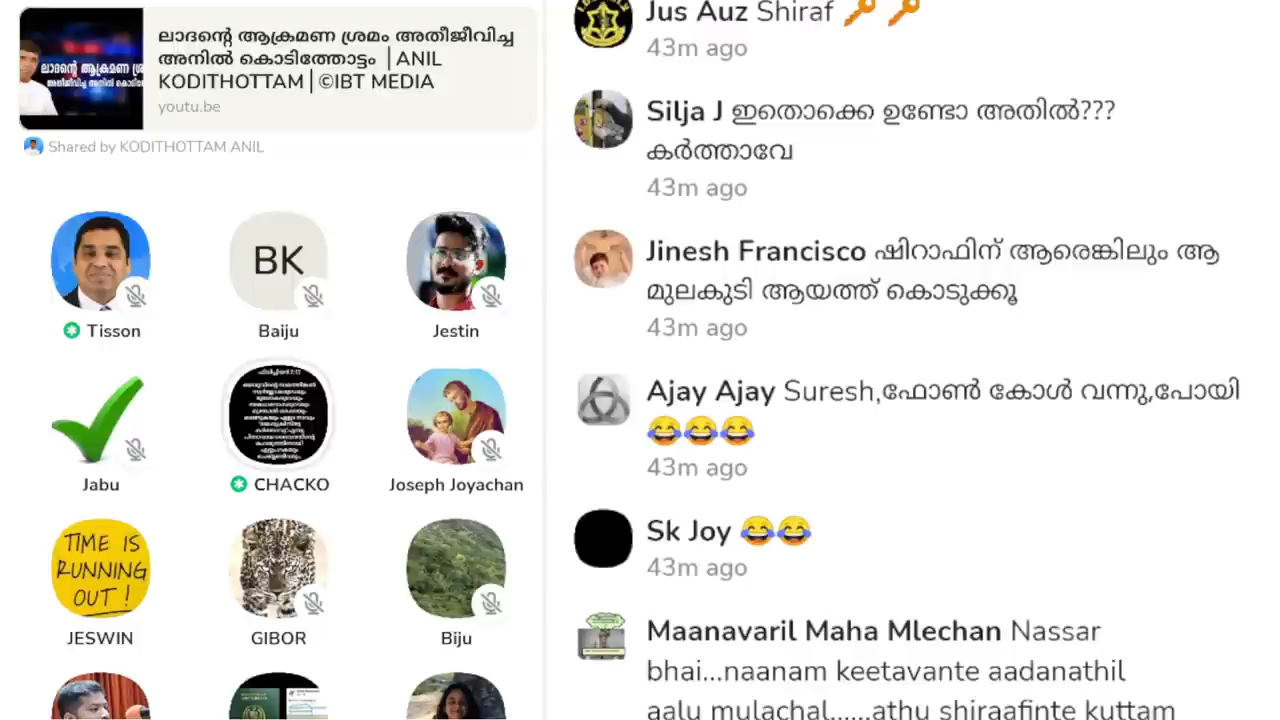 ലാദന്റെ ആക്രമണ ശ്രമം അതീജീവിച്ച
അനിൽ കൊടിത്തോട്ടം │ANIL
KODITHOTTAM│©IBT MEDIA
youtu.be
ലാദന്റെ ആക്രമണ ശ്ര
Shared by KODITHOTTAM ANIL
BK
Tisson
Baiju
Jestin
Jabu
CHACKO
Joseph Joyachan
TIME IS
RUNNING
OUT !
JESWIN
GIBOR
Biju
Jus Auz Shiraf 🔑 🔑
43m ago
Silja J ഇതൊക്കെ ഉണ്ടോ അതിൽ???
കർത്താവേ
43m ago
Jinesh Francisco ഷിറാഫിന് ആരെങ്കിലും ആ
മുലകുടി ആയത്ത് കൊടുക്കൂ
43m ago
Ajay Ajay Suresh,ഫോൺ കോൾ വന്നു,പോയി
😂😂😂
43m ago
Sk Joy 😂😂
43m ago
Maanavaril Maha Mlechan Nassar
bhai...naanam keetavante aadanathil
aalu mulachal......athu shiraafinte kuttam